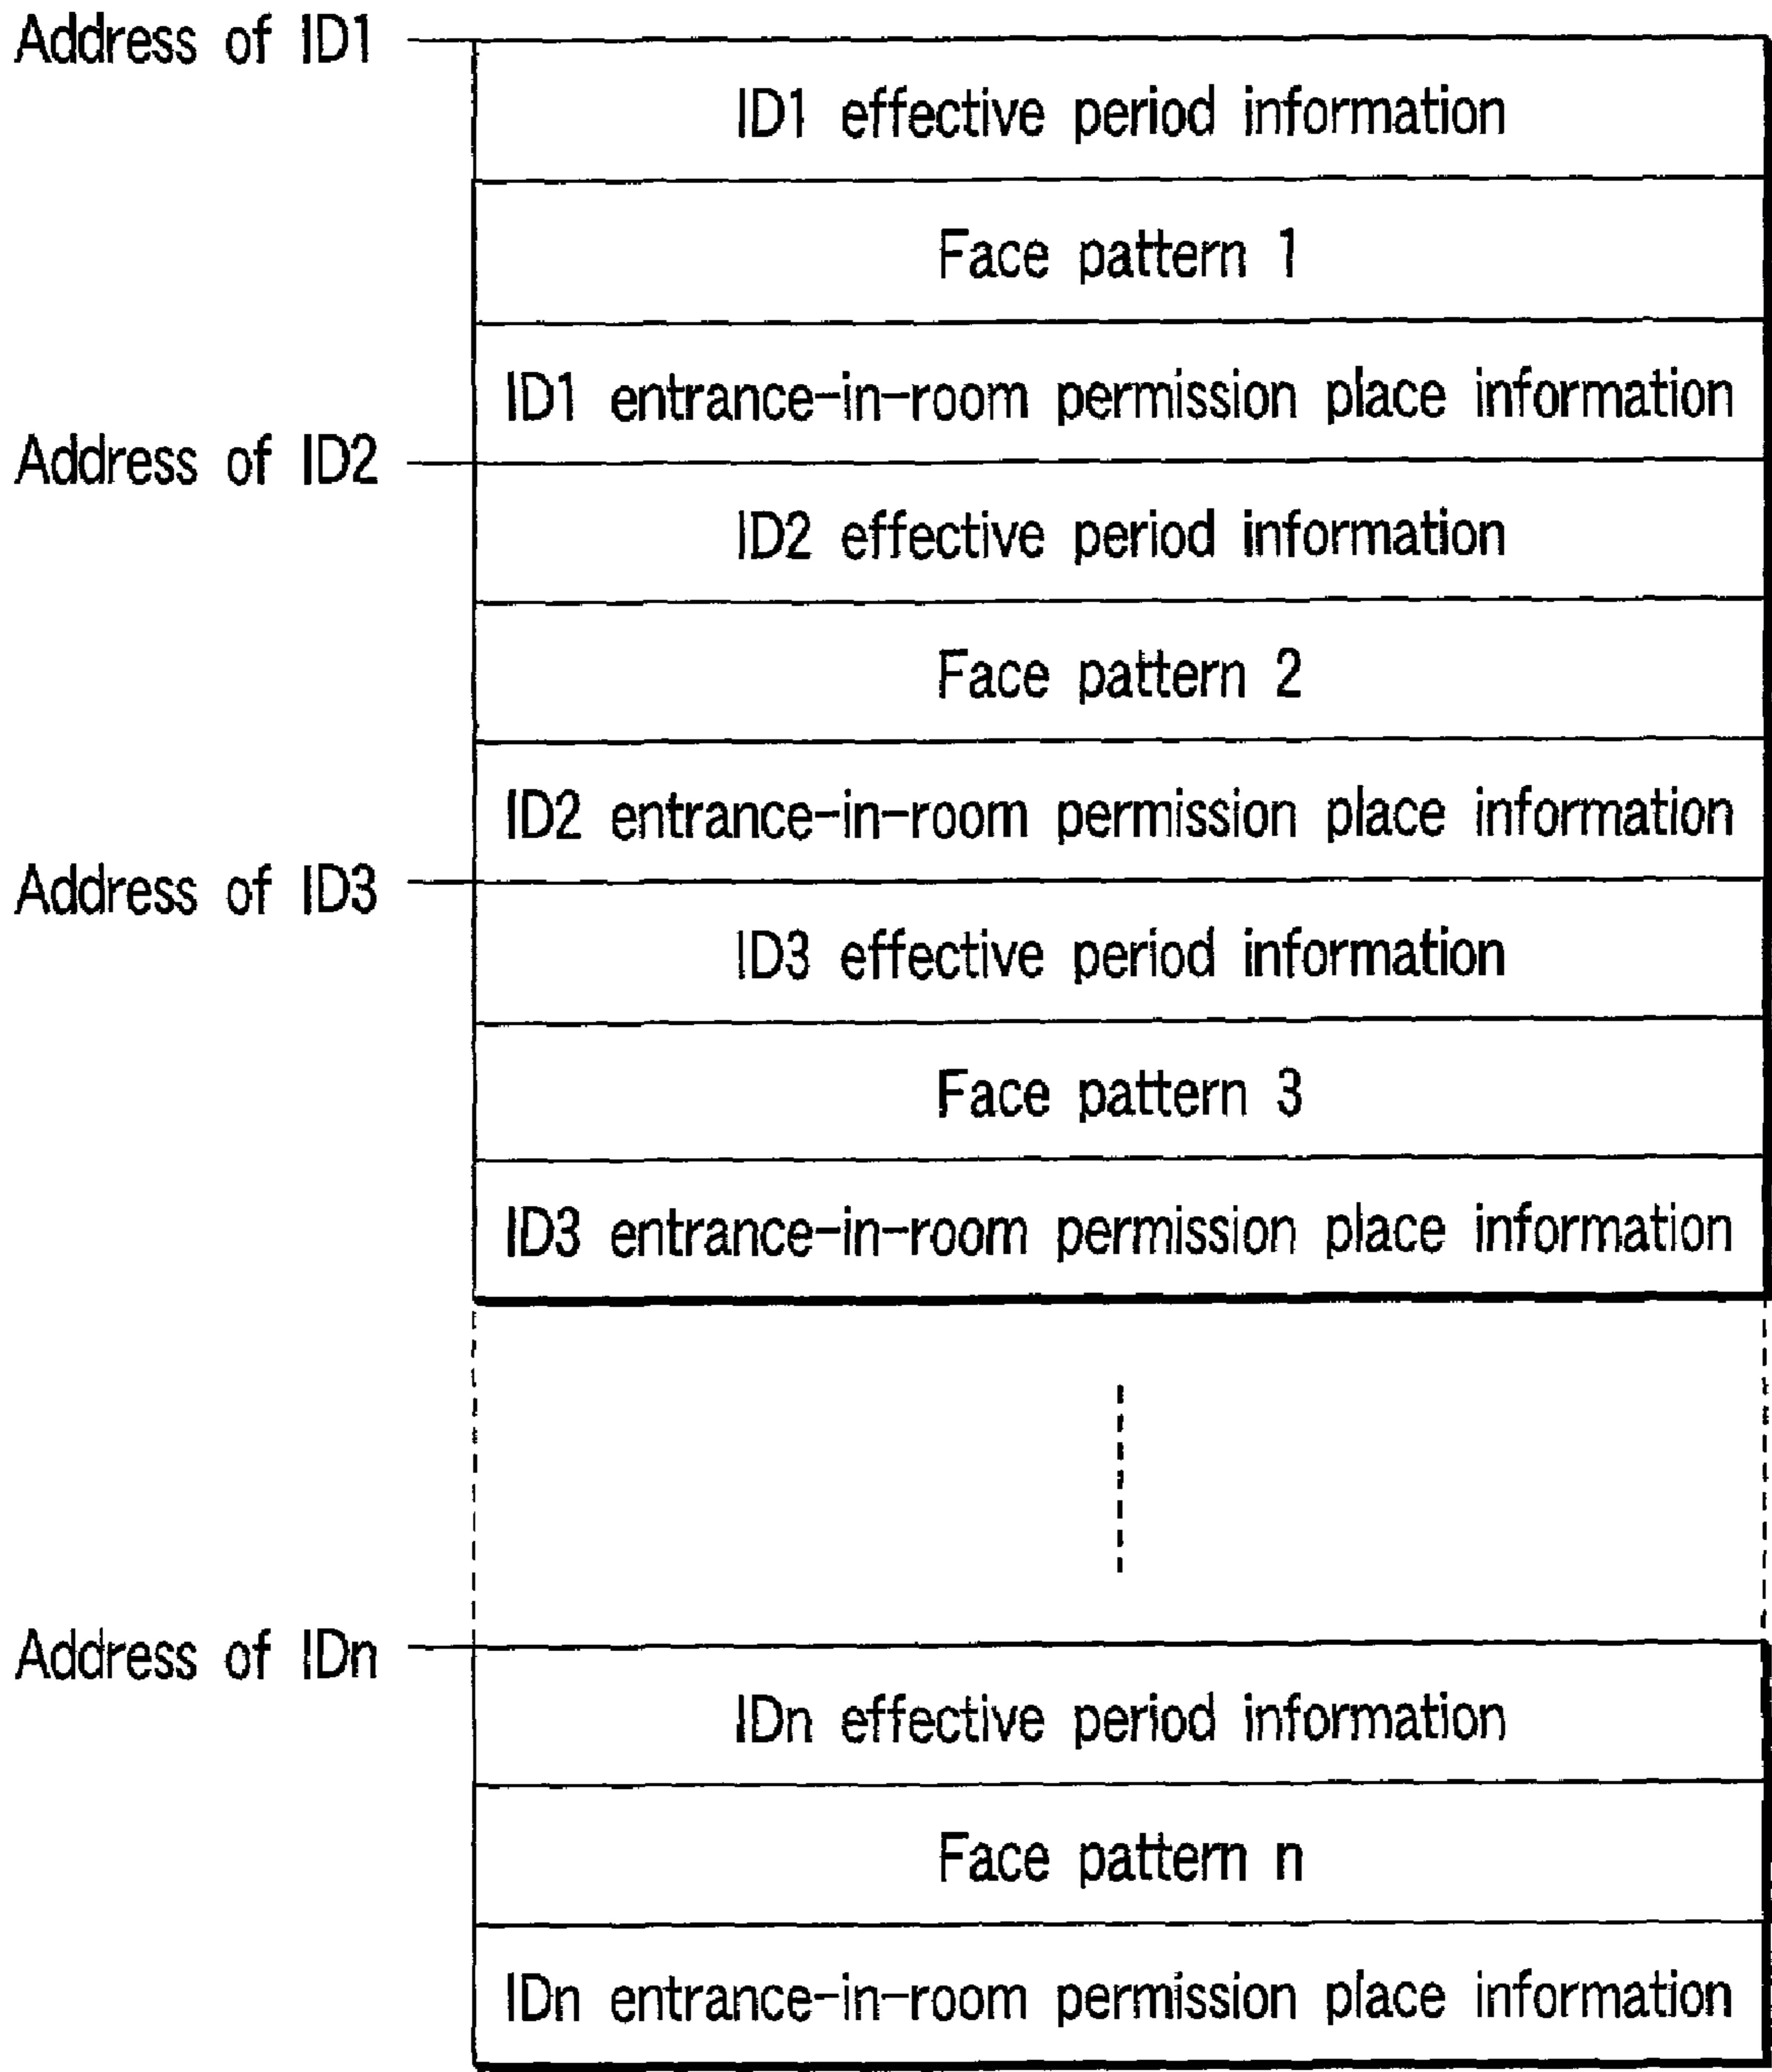 Address of ID1
ID1 effective period information
Face pattern 1
ID1 entrance-in-room permission place information
Address of ID2
ID2 effective period information
Face pattern 2
ID2 entrance-in-room permission place information
Address of ID3
ID3 effective period information
Face pattern 3
ID3 entrance-in-room permission place information
Address of IDn
IDn effective period information
Face pattern n
IDn entrance-in-room permission place information